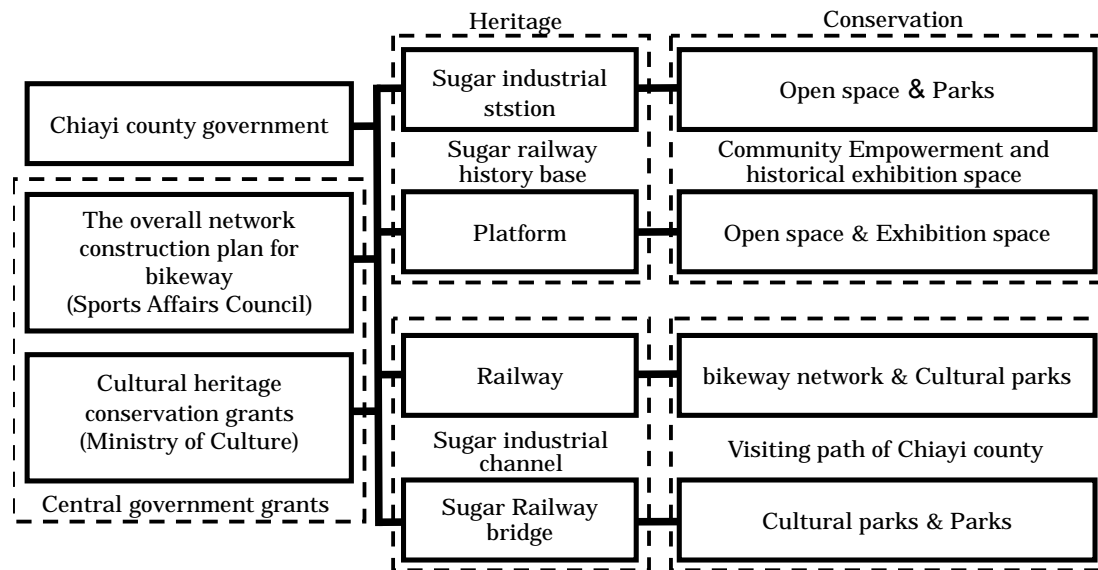 Heritage
Conservation
Chiayi county government
The overall network
construction plan for
bikeway
(Sports Affairs Council)
Cultural heritage
conservation grants
(Ministry of Culture)
Central government grants
Sugar industrial
ststion
Sugar railway
history base
Platform
Railway
Sugar industrial
channel
Sugar Railway
bridge
Open space & Parks
Community Empowerment and
historical exhibition space
Open space & Exhibition space
bikeway network & Cultural parks
Visiting path of Chiayi county
Cultural parks & Parks